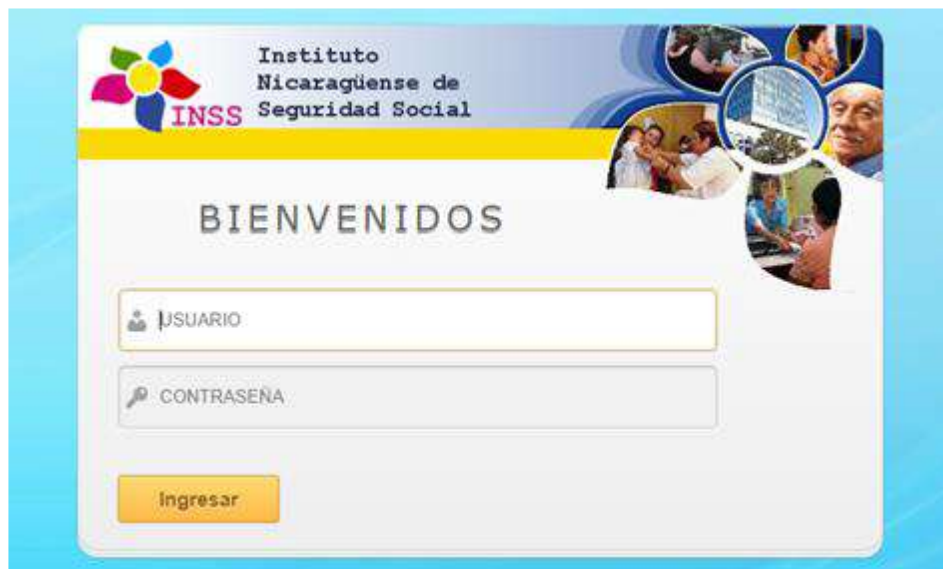 Instituto
Nicaragüense de
INSS Seguridad Social
BIENVENIDOS
USUARIO
CONTRASEÑA
Ingresar